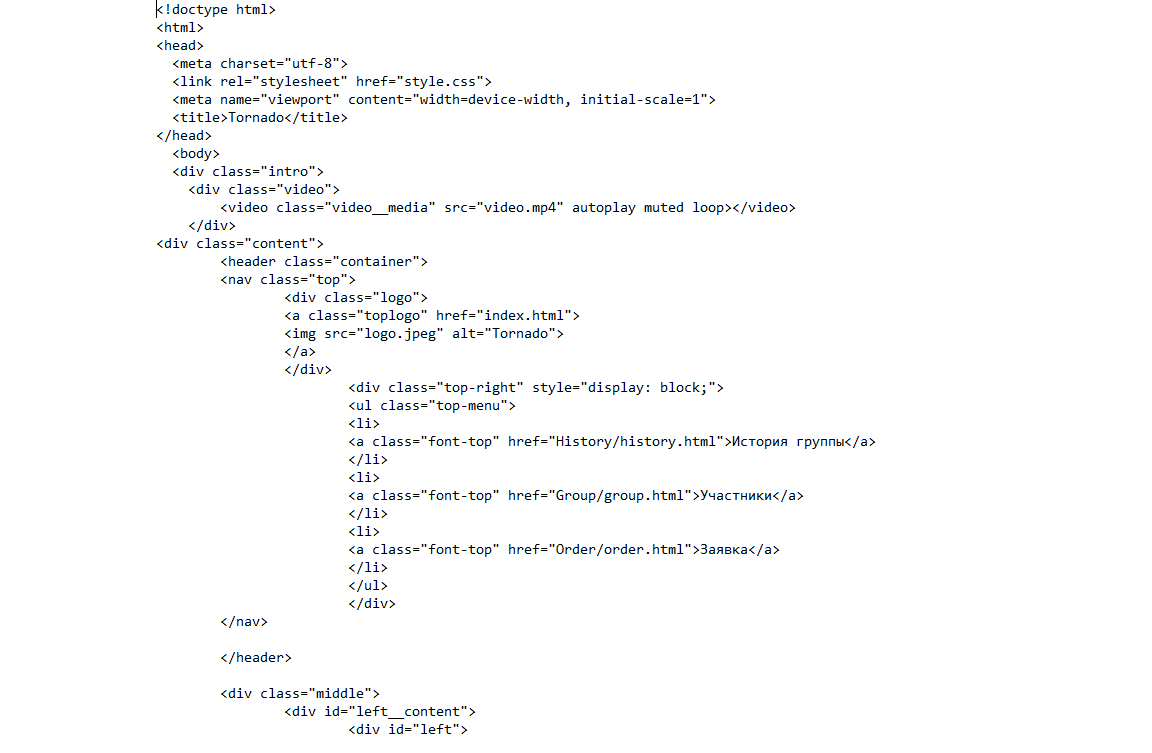 <!doctype html>
<html>
<head>
<meta charset="utf-8">
<link rel="stylesheet" href="style.css">
<meta name="viewport" content="width=device-width, initial-scale=1">
<title>Tornado</title>
</head>
<body>
<div class="intro">
<div class="video">
<video class="video__media" src="video.mp4" autoplay muted loop></video>
</div>
<div class="content">
<header class="container">
<nav class="top">
<div class="logo">
<a class="toplogo" href="index.html">
<img src="logo.jpeg" alt="Tornado">
</a>
</div>
<div class="top-right" style="display: block;">
<ul class="top-menu">
<li>
<a class="font-top" href="History/history.html">История группы</a>
</li>
<li>
<a class="font-top" href="Group/group.html">Участники</a>
</li>
<li>
<a class="font-top" href="Order/order.html">Заявка</a>
</li>
</ul>
</div>
</nav>
</header>
<div class="middle">
<div id="left__content">
<div id="left">